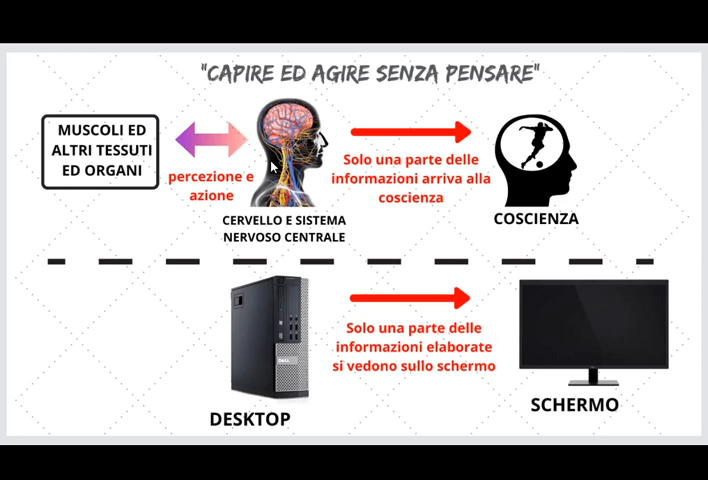 "CAPIRE ED AGIRE SENZA PENSARE"
MUSCOLI ED
ALTRI TESSUTI
ED ORGANI
percezione e
azione
CERVELLO E SISTEMA
NERVOSO CENTRALE
Solo una parte delle
informazioni arriva alla
coscienza
COSCIENZA
DELL
DESKTOP
Solo una parte delle
informazioni elaborate
si vedono sullo schermo
SCHERMO